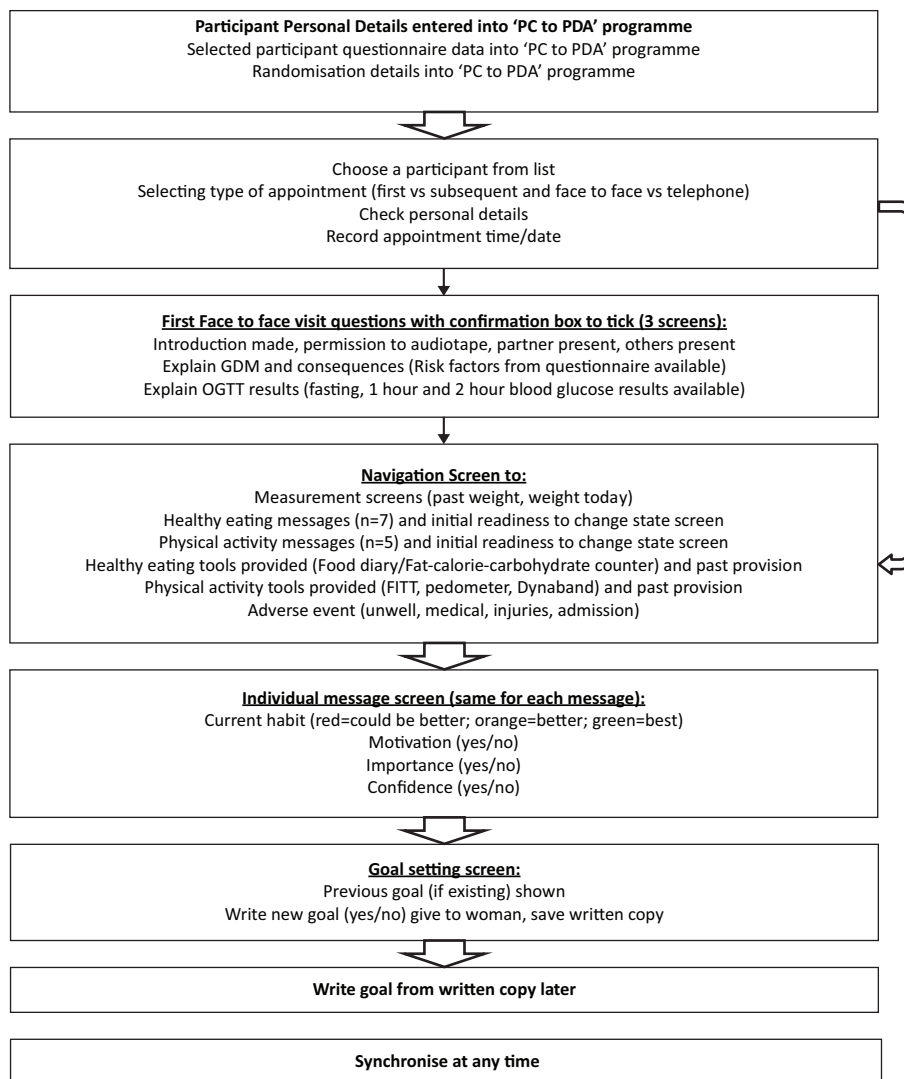 Participant Personal Details entered into ‘PC to PDA’ programme
Selected participant questionnaire data into ‘PC to PDA’ programme
Randomisation details into ‘PC to PDA’ programme
Choose a participant from list
Selecting type of appointment (first vs subsequent and face to face vs telephone)
Check personal details
Record appointment time/date
First Face to face visit questions with confirmation box to tick (3 screens):
Introduction made, permission to audiotape, partner present, others present
Explain GDM and consequences (Risk factors from questionnaire available)
Explain OGTT results (fasting, 1 hour and 2 hour blood glucose results available)
Navigation Screen to:
Measurement screens (past weight, weight today)
Healthy eating messages (n=7) and initial readiness to change state screen
Physical activity messages (n=5) and initial readiness to change state screen
Healthy eating tools provided (Food diary/Fat-calorie-carbohydrate counter) and past provision
Physical activity tools provided (FITT, pedometer, Dynaband) and past provision
Adverse event (unwell, medical, injuries, admission)
Individual message screen (same for each message):
Current habit (red=could be better; orange=better; green=best)
Motivation (yes/no)
Importance (yes/no)
Confidence (yes/no)
Goal setting screen:
Previous goal (if existing) shown
Write new goal (yes/no) give to woman, save written copy
Write goal from written copy later
Synchronise at any time